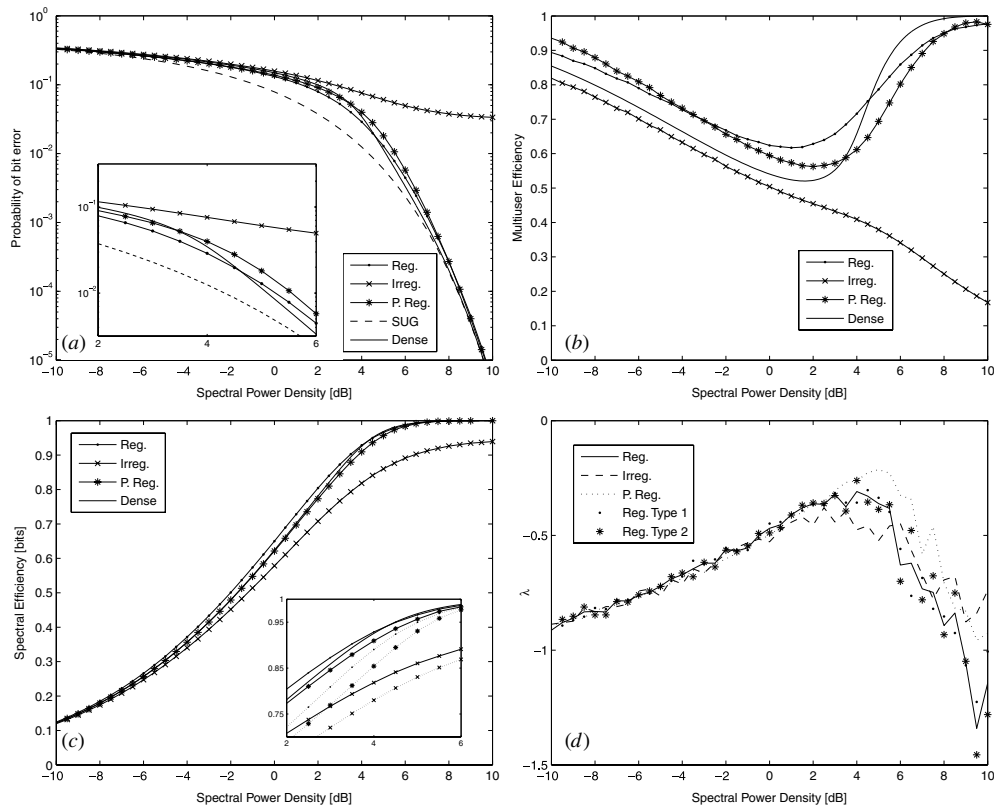 10^0
10^-1
10^-2
10^-3
10^-4
10^-5
Probability of bit error
10^-1
10^-2
2 4 6
Reg.
Irreg.
P. Reg.
SUG
Dense
(a)
−10 −8 −6 −4 −2 0 2 4 6 8 10
Spectral Power Density [dB]
1
0.9
0.8
0.7
0.6
0.5
0.4
0.3
0.2
0.1
0
Multiuser Efficiency
Reg.
Irreg.
P. Reg.
Dense
(b)
−10 −8 −6 −4 −2 0 2 4 6 8 10
Spectral Power Density [dB]
1
0.9
0.8
0.7
0.6
0.5
0.4
0.3
0.2
0.1
0
Spectral Efficiency [bits]
Reg.
Irreg.
P. Reg.
Dense
0.95
0.85
0.75
2 4 6
(c)
−10 −8 −6 −4 −2 0 2 4 6 8 10
Spectral Power Density [dB]
0
−0.5
−1
−1.5
λ
Reg.
Irreg.
P. Reg.
Reg. Type 1
Reg. Type 2
(d)
−10 −8 −6 −4 −2 0 2 4 6 8 10
Spectral Power Density [dB]